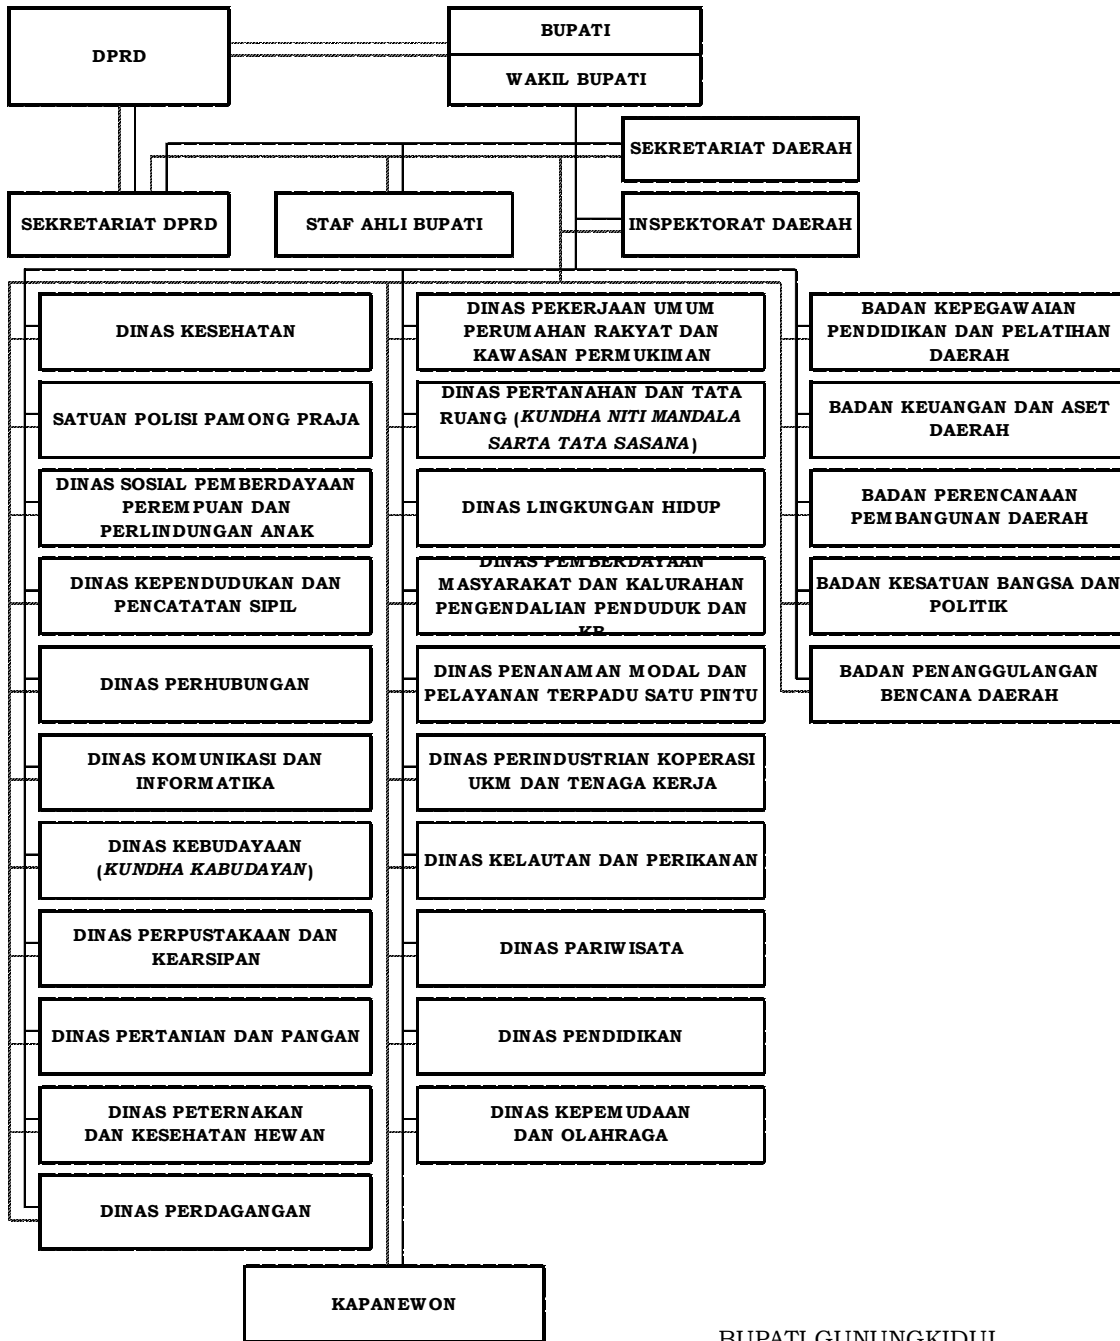 DPRD
BUPATI
WAKIL BUPATI
SEKRETARIAT DAERAH
SEKRETARIAT DPRD
STAF AHLI BUPATI
INSPEKTORAT DAERAH
DINAS KESEHATAN
SATUAN POLISI PAMONG PRAJA
DINAS SOSIAL PEMBERDAYAAN
PEREMPUAN DAN
PERLINDUNGAN ANAK
DINAS KEPENDUDUKAN DAN
PENCATATAN SIPIL
DINAS PERHUBUNGAN
DINAS KOMUNIKASI DAN
INFORMATIKA
DINAS KEBUDAYAAN
(KUNDHA KABUDAYAN)
DINAS PERPUSTAKAAN DAN
KEARSIPAN
DINAS PERTANIAN DAN PANGAN
DINAS PETERNAKAN
DAN KESEHATAN HEWAN
DINAS PERDAGANGAN
DINAS PEKERJAAN UMUM
PERUMAHAN RAKYAT DAN
KAWASAN PERMUKIMAN
DINAS PERTANAHAN DAN TATA
RUANG (KUNDHA NITI MANDALA
SARTA TATA SASANA)
DINAS LINGKUNGAN HIDUP
DINAS PEMBERDAYAAN
MASYARAKAT DAN KALURAHAN
PENGENDALIAN PENDUDUK DAN
KB
DINAS PENANAMAN MODAL DAN
PELAYANAN TERPADU SATU PINTU
DINAS PERINDUSTRIAN KOPERASI
UKM DAN TENAGA KERJA
DINAS KELAUTAN DAN PERIKANAN
DINAS PARIWISATA
DINAS PENDIDIKAN
DINAS KEPEMUDAAN
DAN OLAHRAGA
BADAN KEPEGAWAIAN
PENDIDIKAN DAN PELATIHAN
DAERAH
BADAN KEUANGAN DAN ASET
DAERAH
BADAN PERENCANAAN
PEMBANGUNAN DAERAH
BADAN KESATUAN BANGSA DAN
POLITIK
BADAN PENANGGULANGAN
BENCANA DAERAH
KAPANEWON
BUPATI GUNUNGKIDUL